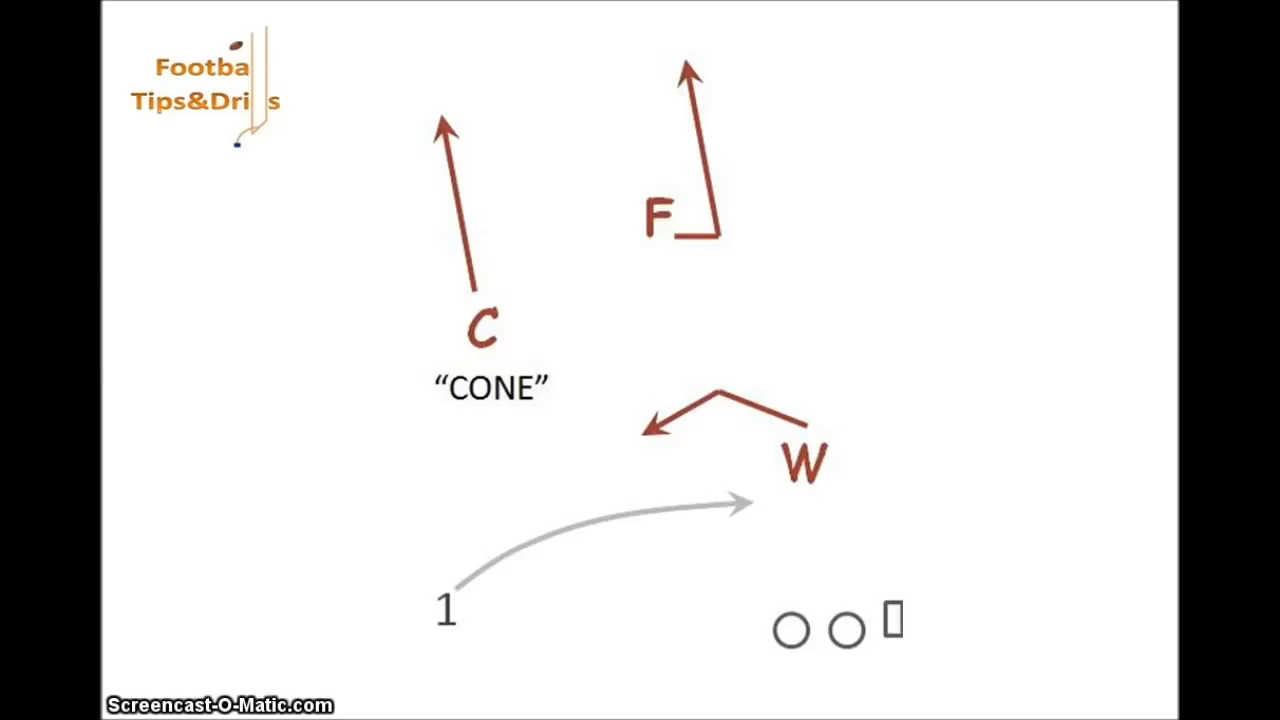 Footba
Tips&Dri s
F
C
“CONE”
W
1
Screencast-O-Matic.com